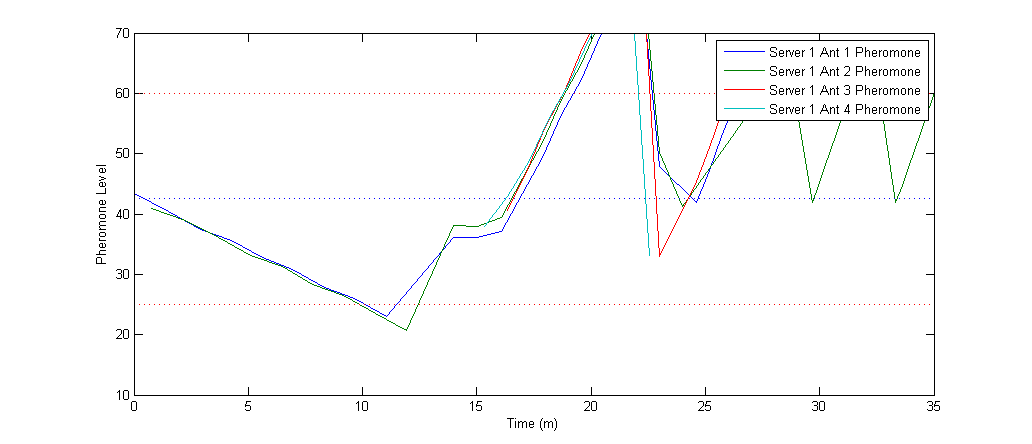 70
60
50
40
30
20
10
Pheromone Level
0 5 10 15 20 25 30 35
Time (m)
Server 1 Ant 1 Pheromone
Server 1 Ant 2 Pheromone
Server 1 Ant 3 Pheromone
Server 1 Ant 4 Pheromone